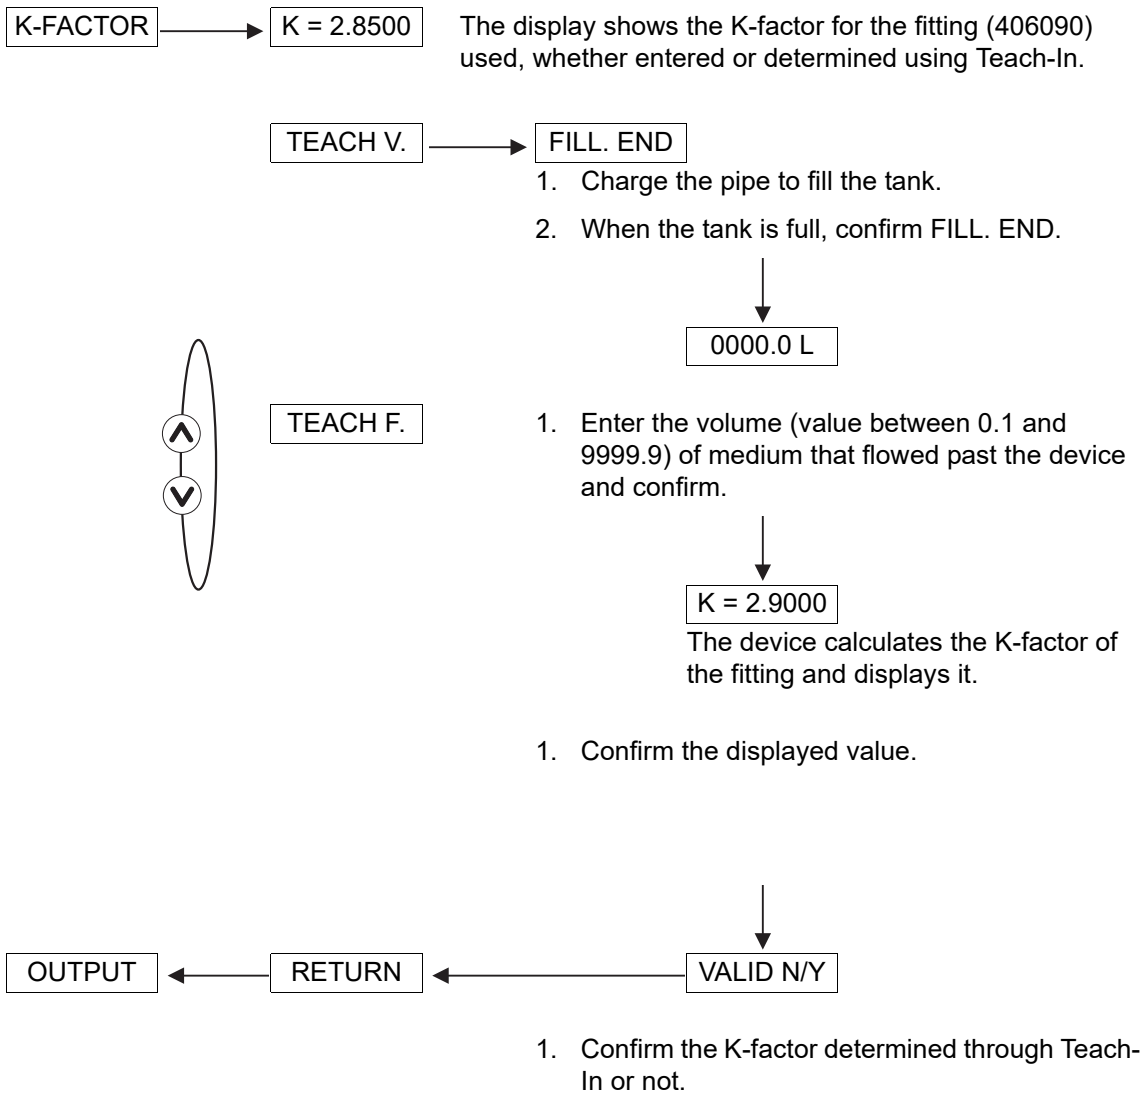 K-FACTOR
K = 2.8500
The display shows the K-factor for the fitting (406090)
used, whether entered or determined using Teach-In.
TEACH V.
FILL. END
1. Charge the pipe to fill the tank.
2. When the tank is full, confirm FILL. END.
0000.0 L
TEACH F.
1. Enter the volume (value between 0.1 and
9999.9) of medium that flowed past the device
and confirm.
K = 2.9000
The device calculates the K-factor of
the fitting and displays it.
1. Confirm the displayed value.
OUTPUT
RETURN
VALID N/Y
1. Confirm the K-factor determined through Teach-
In or not.